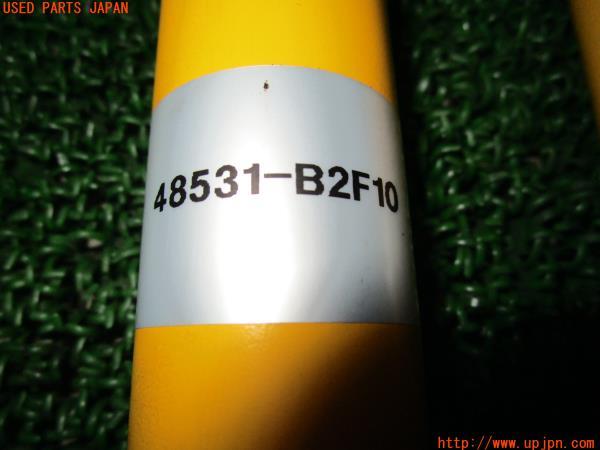 USED PARTS JAPAN
48531-B2F10
http://www.upjpn.com/